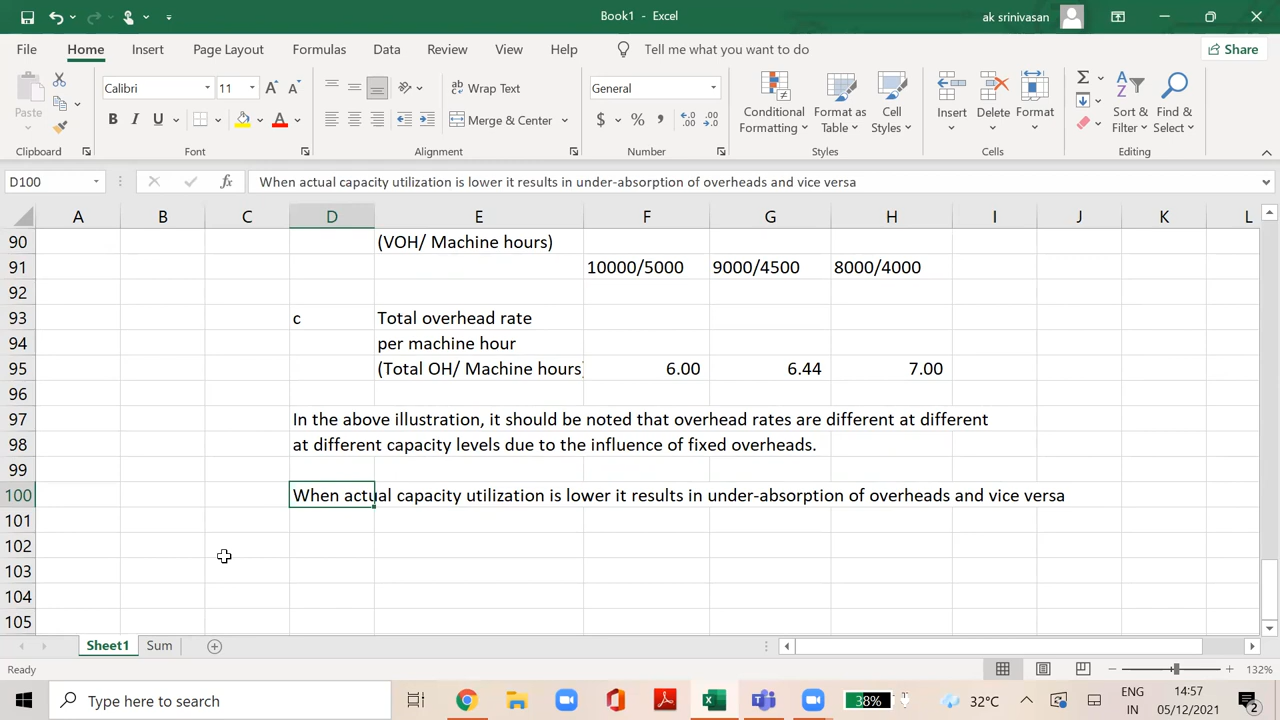 Book1 - Excel
ak srinivasan
File Home Insert Page Layout Formulas Data Review View Help Tell me what you want to do Share
Paste
Clipboard
Calibri 11
B I U
Font
Wrap Text
Merge & Center
Alignment
General
$ %
Number
Conditional Formatting
Format as Table
Cell Styles
Styles
Insert Delete Format
Cells
Sort & Filter
Find & Select
Editing
D100 fx When actual capacity utilization is lower it results in under-absorption of overheads and vice versa
A B C D E F G H I J K L
90 (VOH/ Machine hours)
91 10000/5000 9000/4500 8000/4000
92
93 c Total overhead rate
94 per machine hour
95 (Total OH/ Machine hours) 6.00 6.44 7.00
96
97 In the above illustration, it should be noted that overhead rates are different at different
98 at different capacity levels due to the influence of fixed overheads.
99
100 When actual capacity utilization is lower it results in under-absorption of overheads and vice versa
101
102
103
104
105
Sheet1 Sum
Ready 132%
Type here to search 38% 32°C ENG 14:57
IN 05/12/2021 2